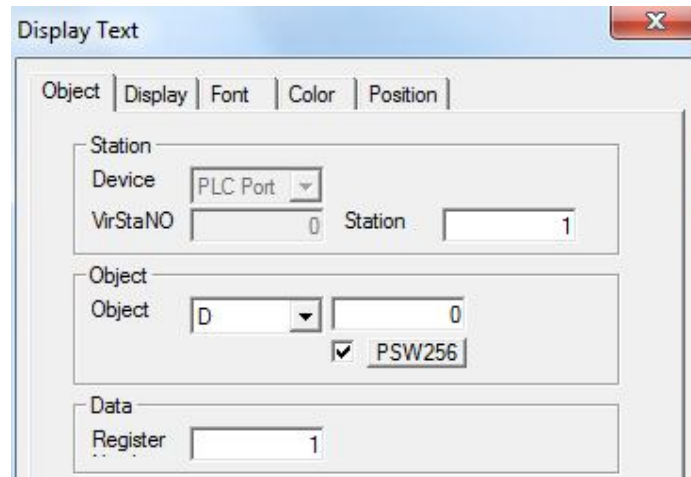 Display Text
Object Display Font Color Position
Station
Device PLC Port
VirStaNO 0 Station 1
Object
Object D 0
PSW256
Data
Register 1